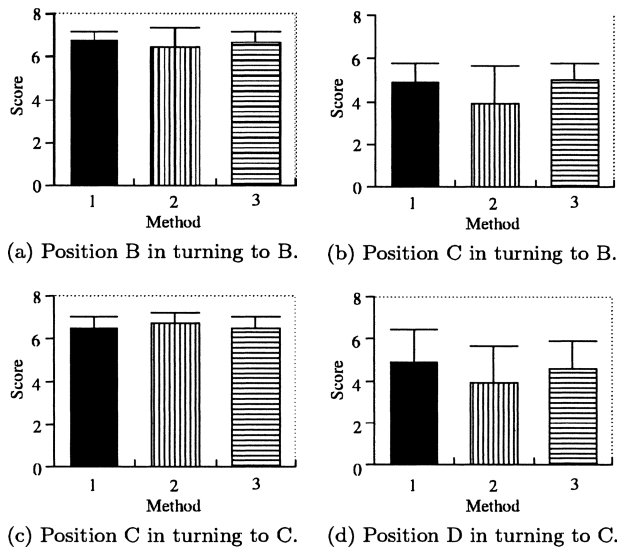 8
6
4
2
0
Score
1 2 3
Method
(a) Position B in turning to B.
8
6
4
2
0
Score
1 2 3
Method
(b) Position C in turning to B.
8
6
4
2
0
Score
1 2 3
Method
(c) Position C in turning to C.
8
6
4
2
0
Score
1 2 3
Method
(d) Position D in turning to C.